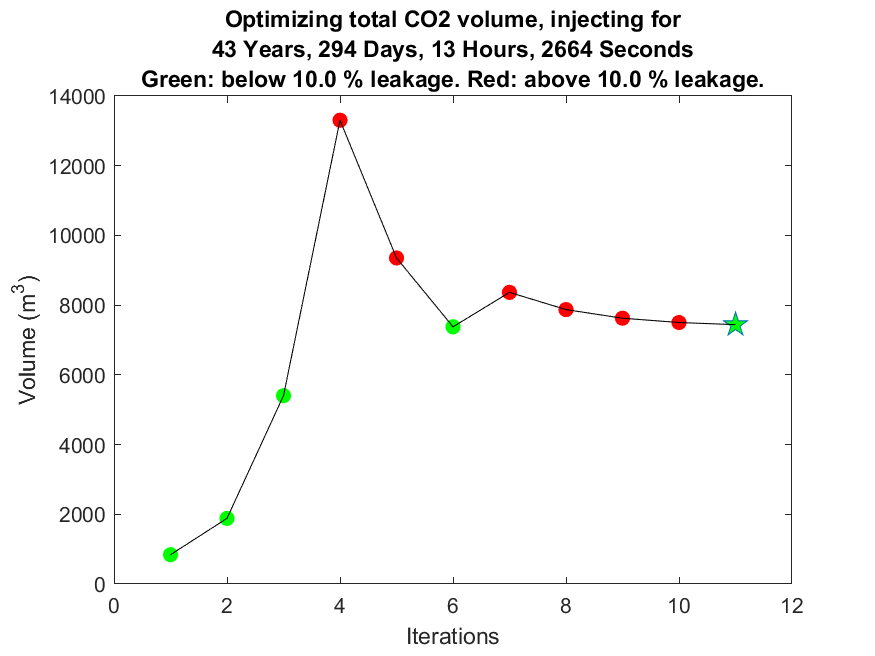 Optimizing total CO2 volume, injecting for
43 Years, 294 Days, 13 Hours, 2664 Seconds
Green: below 10.0 % leakage. Red: above 10.0 % leakage.
14000
12000
10000
8000
6000
4000
2000
0
Volume (m³)
0 2 4 6 8 10 12
Iterations